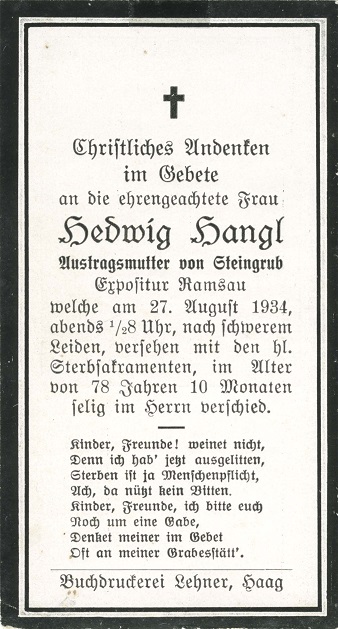 Christliches Andenken
im Gebete
an die ehrengeachtete Frau
Hedwig Hangl
Austragsmutter von Steingrub
Expositur Ramsau
welche am 27. August 1934,
abends 1/28 Uhr, nach schwerem
Leiden, versehen mit den hl.
Sterbsakramenten, im Alter
von 78 Jahren 10 Monaten
selig im Herrn verschied.
Kinder, Freunde! weinet nicht,
Denn ich hab' jetzt ausgelitten,
Sterben ist ja Menschenpflicht,
Ach, da nützt kein Bitten.
Kinder, Freunde, ich bitte euch
Noch um eine Gabe,
Denket meiner im Gebet
Oft an meiner Grabesstätt'.
Buchdruckerei Lehner, Haag